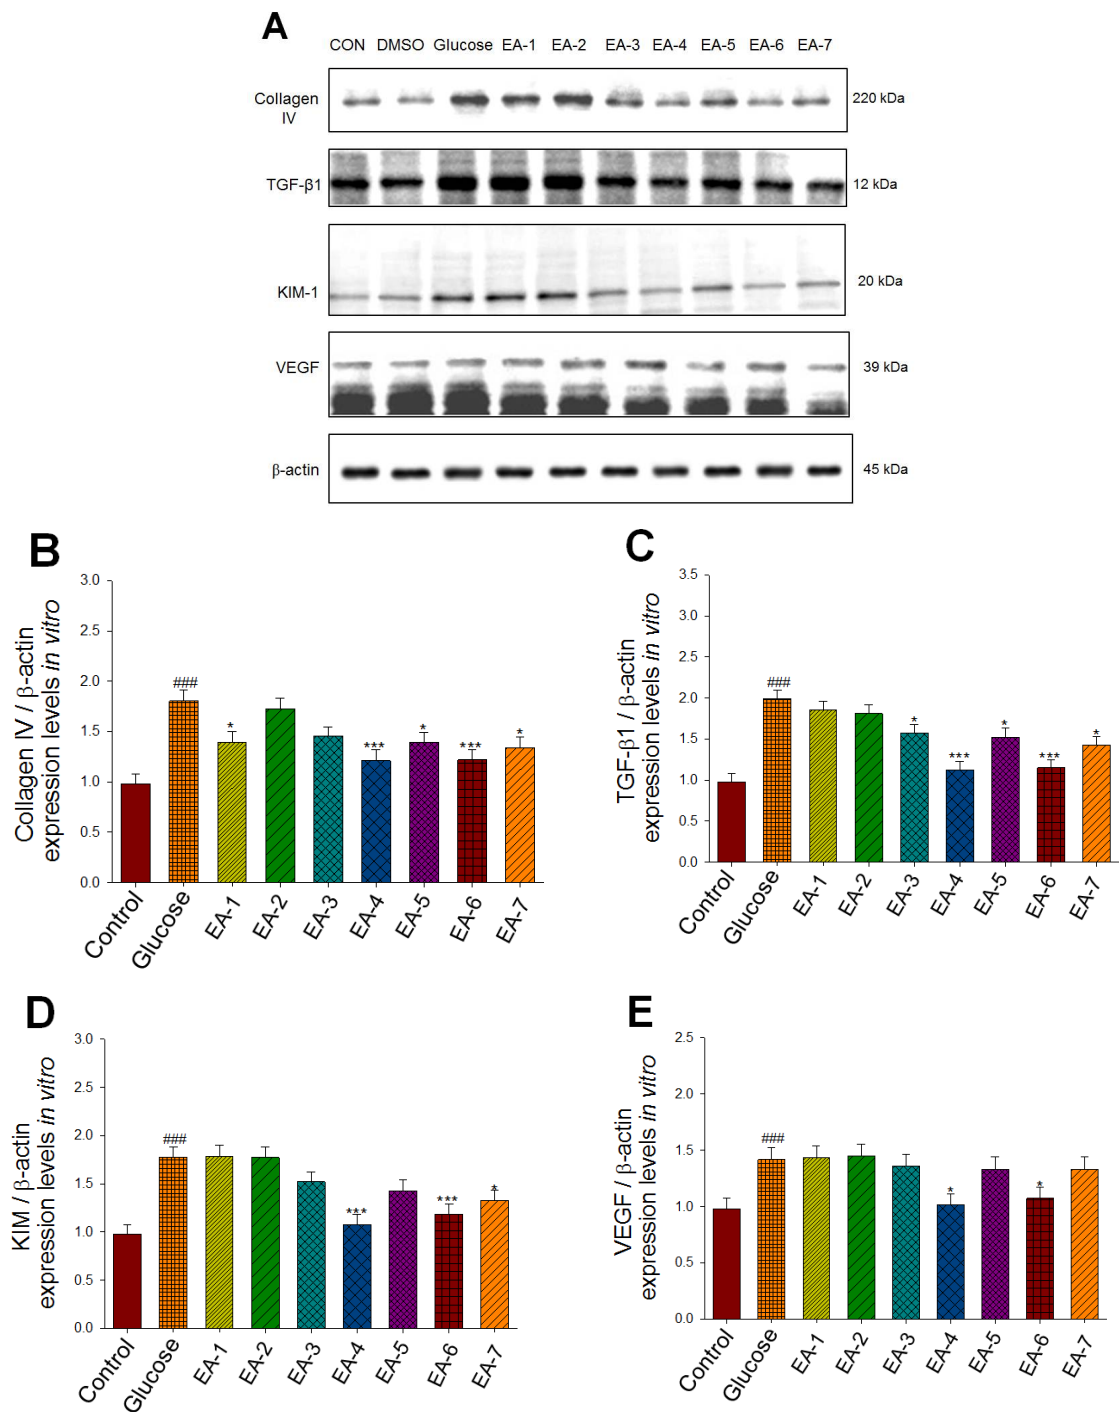 A
CON DMSO Glucose EA-1 EA-2 EA-3 EA-4 EA-5 EA-6 EA-7
Collagen
IV
220 kDa
TGF-β1
12 kDa
KIM-1
20 kDa
VEGF
39 kDa
β-actin
45 kDa
B
Collagen IV / β-actin
expression levels in vitro
3.0
2.5
2.0
1.5
1.0
0.5
0.0
###
*
***
*
***
*
Control
Glucose
EA-1
EA-2
EA-3
EA-4
EA-5
EA-6
EA-7
C
TGF-β1 / β-actin
expression levels in vitro
3.5
3.0
2.5
2.0
1.5
1.0
0.5
0.0
###
*
***
*
***
*
Control
Glucose
EA-1
EA-2
EA-3
EA-4
EA-5
EA-6
EA-7
D
KIM / β-actin
expression levels in vitro
3.0
2.5
2.0
1.5
1.0
0.5
0.0
###
***
***
*
Control
Glucose
EA-1
EA-2
EA-3
EA-4
EA-5
EA-6
EA-7
E
VEGF / β-actin
expression levels in vitro
2.5
2.0
1.5
1.0
0.5
0.0
###
*
*
Control
Glucose
EA-1
EA-2
EA-3
EA-4
EA-5
EA-6
EA-7